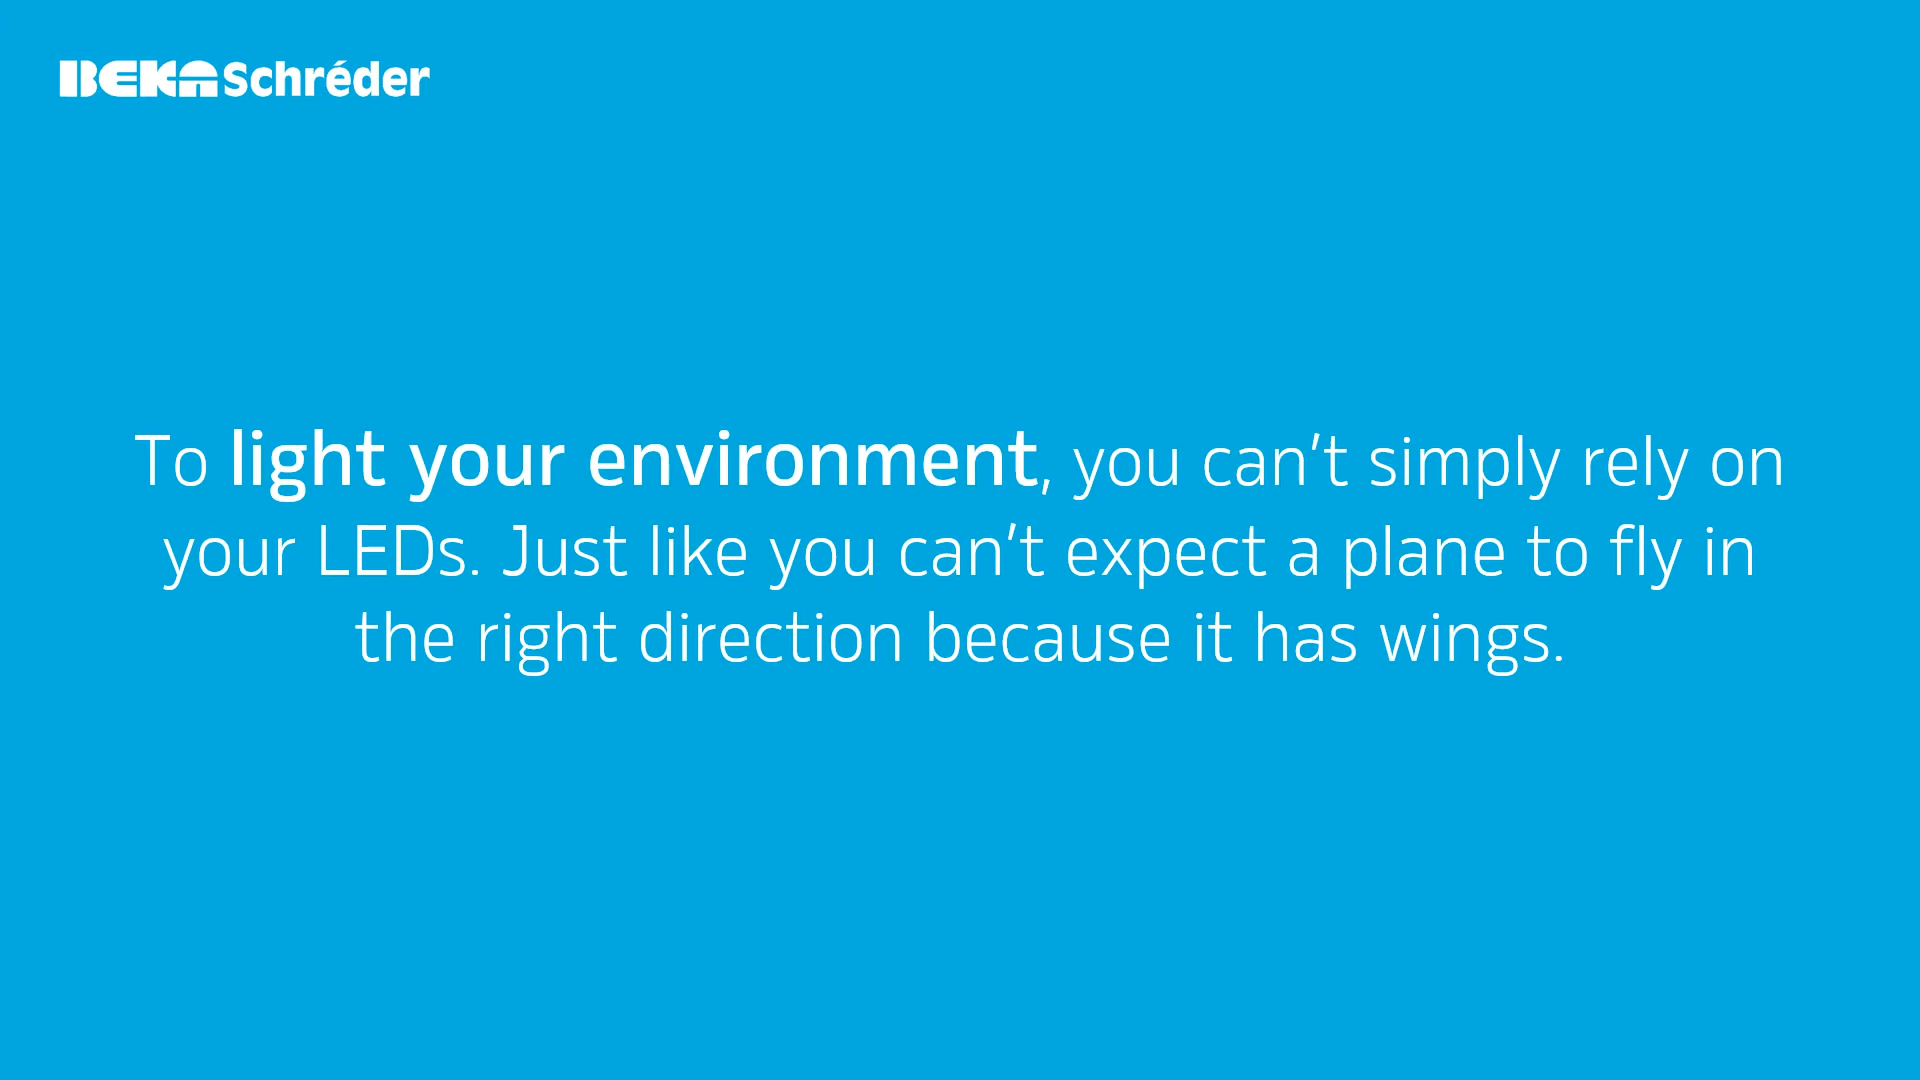 BEKA Schréder
To light your environment, you can’t simply rely on
your LEDs. Just like you can’t expect a plane to fly in
the right direction because it has wings.